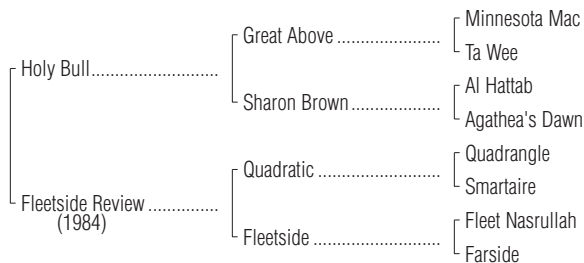 Minnesota Mac
Great Above ......................
Ta Wee
Holy Bull...........................
Al Hattab
Sharon Brown...................
Agathea's Dawn
Quadrangle
Quadratic ..........................
Smartaire
Fleetside Review ...............
(1984)
Fleet Nasrullah
Fleetside ...........................
Farside